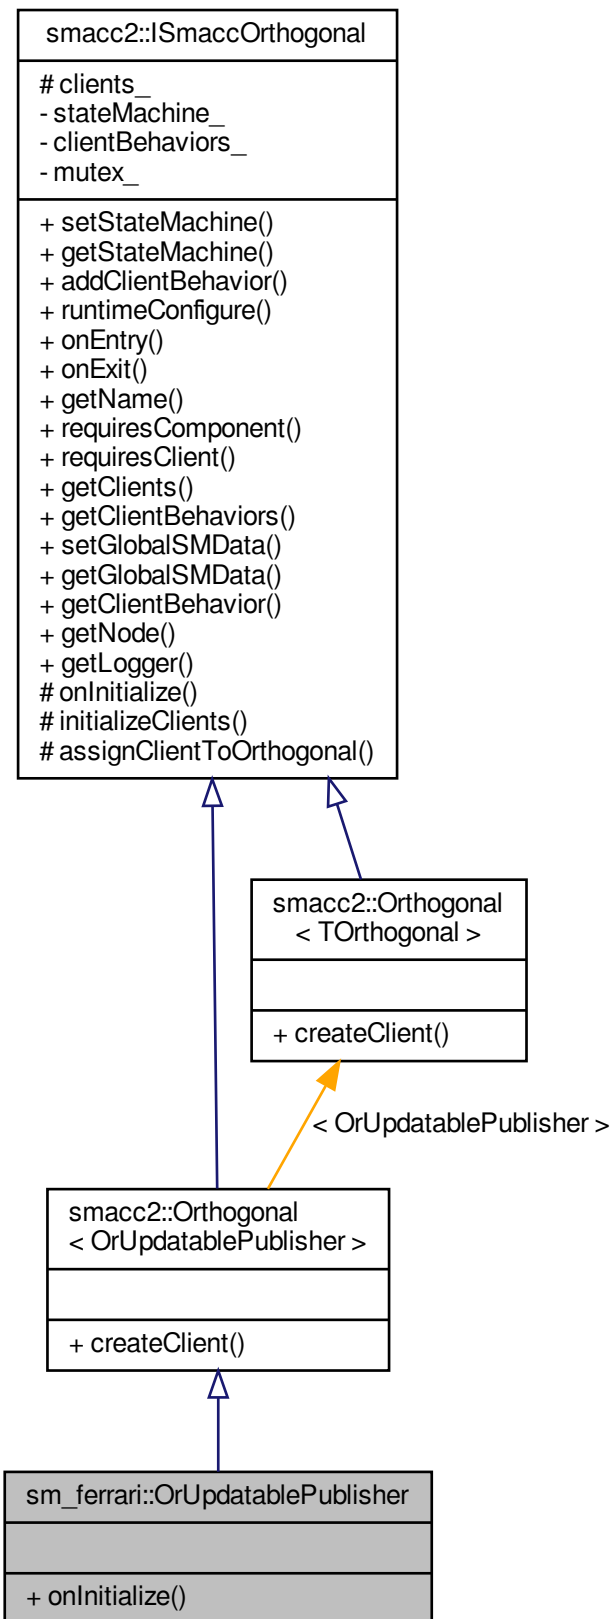 smacc2::ISmaccOrthogonal
# clients_
- stateMachine_
- clientBehaviors_
- mutex_
+ setStateMachine()
+ getStateMachine()
+ addClientBehavior()
+ runtimeConfigure()
+ onEntry()
+ onExit()
+ getName()
+ requiresComponent()
+ requiresClient()
+ getClients()
+ getClientBehaviors()
+ setGlobalSMData()
+ getGlobalSMData()
+ getClientBehavior()
+ getNode()
+ getLogger()
# onInitialize()
# initializeClients()
# assignClientToOrthogonal()
smacc2::Orthogonal
< TOrthogonal >
+ createClient()
< OrUpdatablePublisher >
smacc2::Orthogonal
< OrUpdatablePublisher >
+ createClient()
sm_ferrari::OrUpdatablePublisher
+ onInitialize()